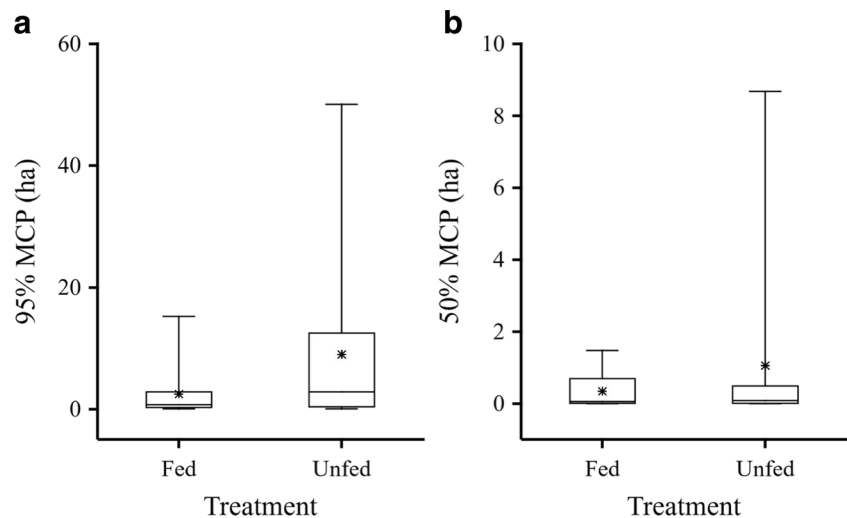 a
60
40
20
0
95% MCP (ha)
Fed
Unfed
Treatment
b
10
8
6
4
2
0
50% MCP (ha)
Fed
Unfed
Treatment